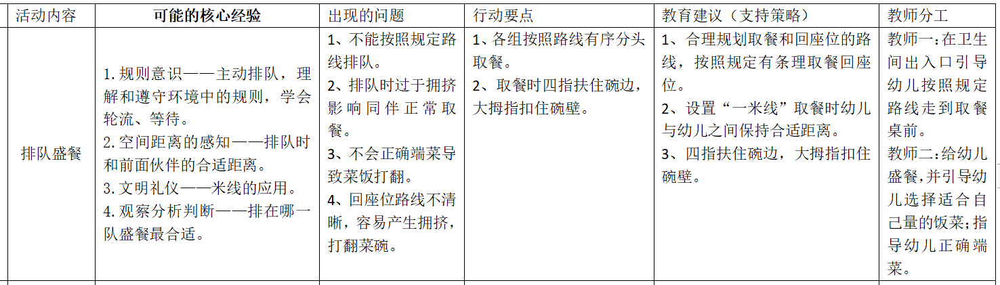 活动内容
可能的核心经验
出现的问题
行动要点
教育建议（支持策略）
教师分工
排队盛餐
1.规则意识——主动排队，理
解和遵守环境中的规则，学会
轮流、等待。
2.空间距离的感知——排队时
和前面伙伴的合适距离。
3.文明礼仪——米线的应用。
4.观察分析判断——排在哪一
队盛餐最合适。
1、不能按照规定路
线排队。
2、排队时过于拥挤
影响同伴正常取
餐。
3、不会正确端菜导
致菜饭打翻。
4、回座位路线不清
晰，容易产生拥挤，
打翻菜碗。
1、各组按照路线有序分头
取餐。
2、取餐时四指扶住碗边，
大拇指扣住碗壁。
1、合理规划取餐和回座位的路
线，按照规定有条理取餐回座
位。
2、设置“一米线”取餐时幼儿
与幼儿之间保持合适距离。
3、四指扶住碗边，大拇指扣住
碗壁。
教师一：在卫生
间出入口引导
幼儿按照规定
路线走到取餐
桌前。
教师二：给幼儿
盛餐，并引导幼
儿选择适合自
己量的饭菜；指
导幼儿正确端
菜。